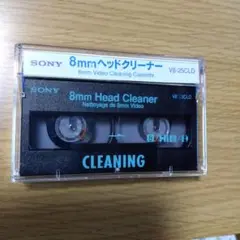 SONY 8mmヘッドクリーナー
8mm Video Cleaning Cassette V8-25CLD
SONY 8mm Head Cleaner
Nettoyage de 8mm Video
CLEANING